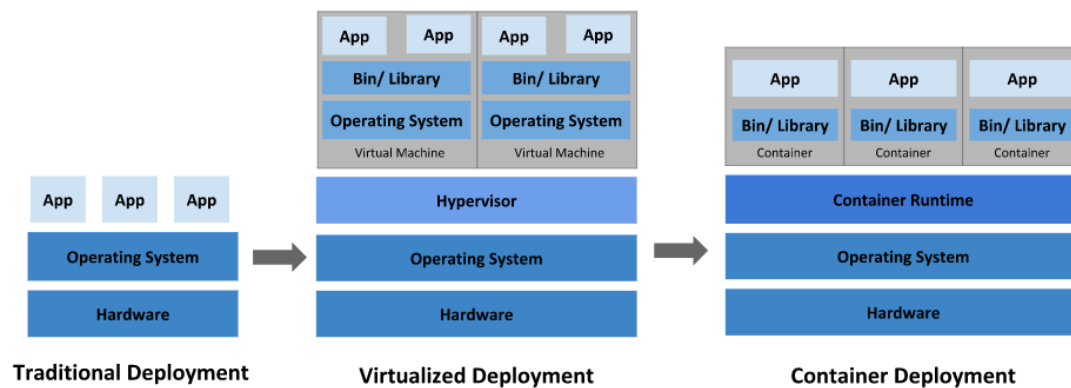 App
App
App
Operating System
Hardware
Traditional Deployment
App
App
Bin/ Library
Operating System
Virtual Machine
App
App
Bin/ Library
Operating System
Virtual Machine
Hypervisor
Operating System
Hardware
Virtualized Deployment
App
Bin/ Library
Container
App
Bin/ Library
Container
App
Bin/ Library
Container
Container Runtime
Operating System
Hardware
Container Deployment